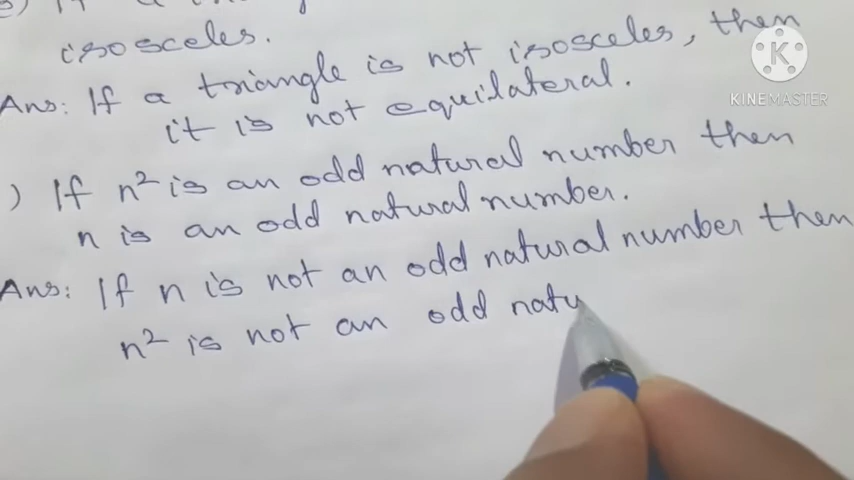 isosceles.
Ans: If a triangle is not isosceles, then
it is not equilateral.
) If n² is an odd natural number then
n is an odd natural number.
Ans: If n is not an odd natural number then
n² is not an odd natu
K
KINEMASTER